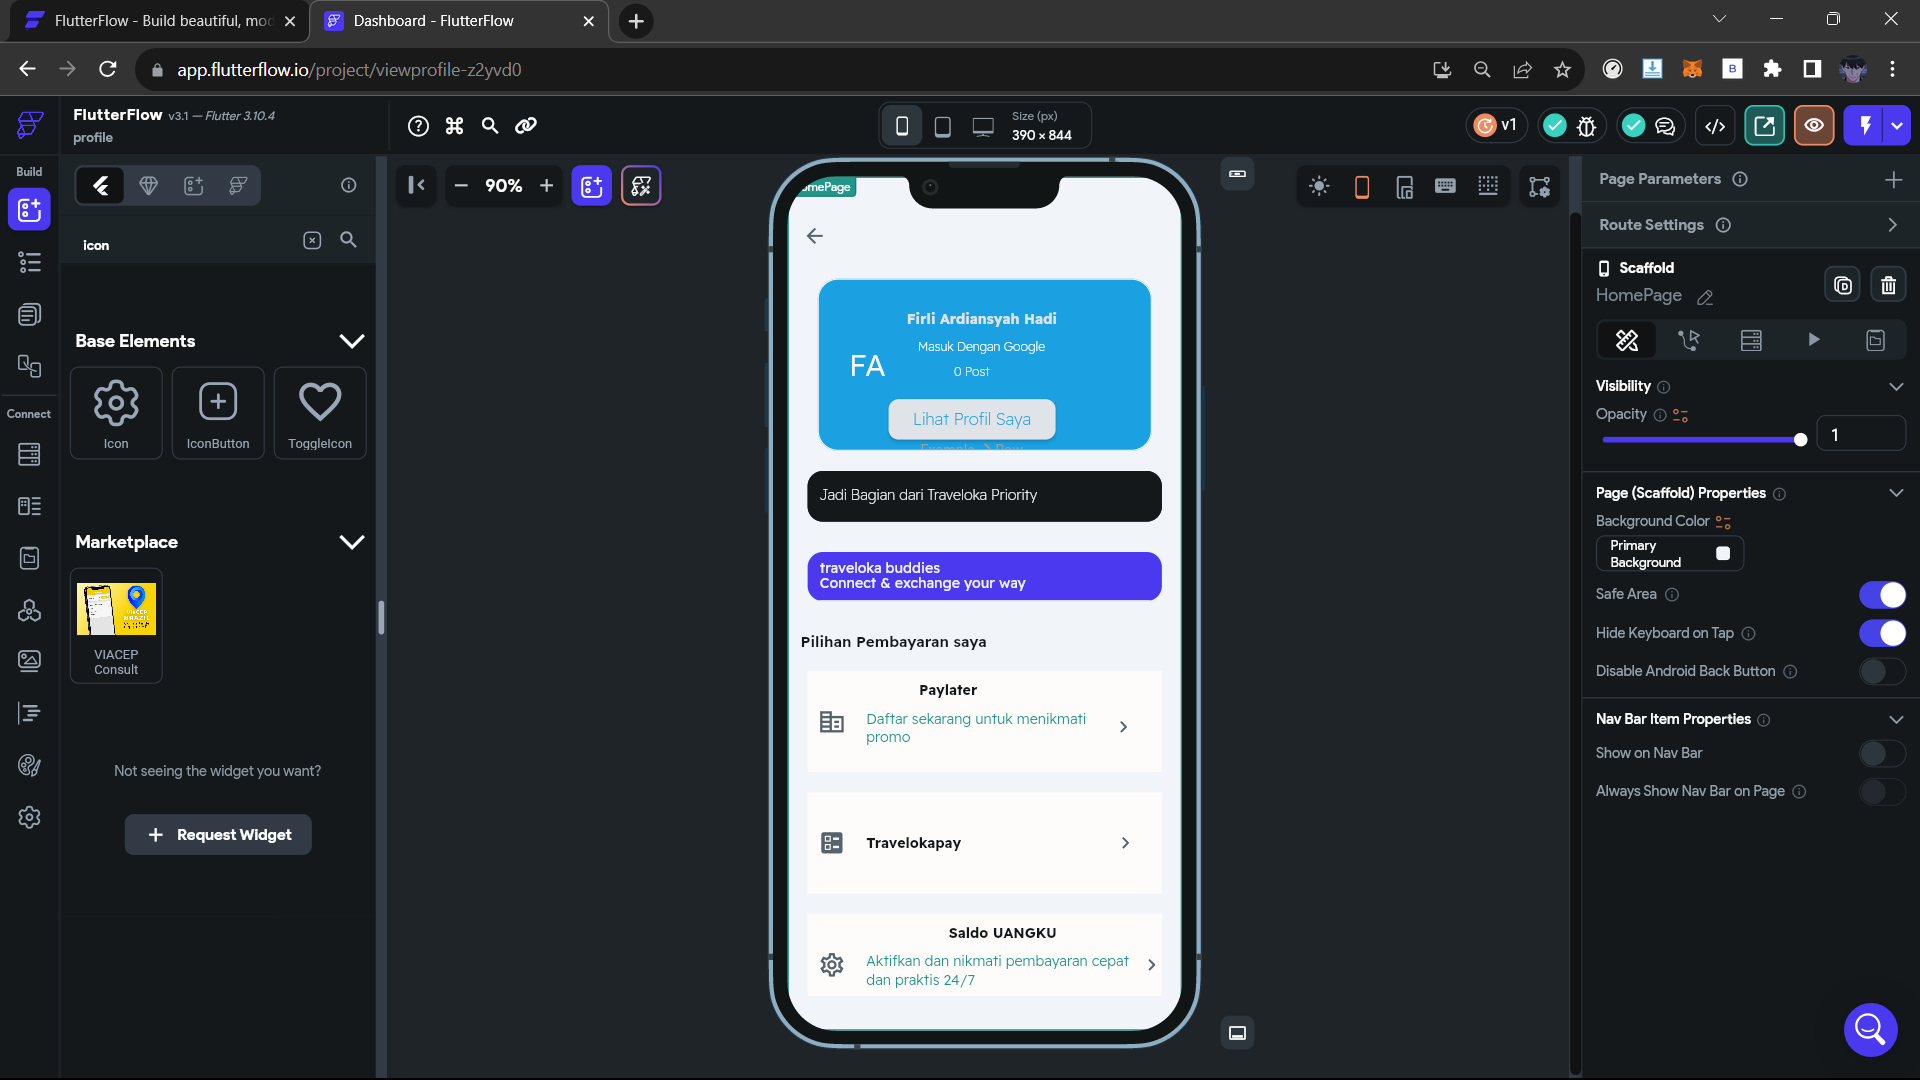 FlutterFlow - Build beautiful, mod
Dashboard - FlutterFlow
app.flutterflow.io/project/viewprofile-z2yvd0
FlutterFlow v3.1 — Flutter 3.10.4
profile
Size (px)
390 × 844
v1
Build
Connect
90%
icon
Base Elements
Icon
IconButton
ToggleIcon
Marketplace
VIACEP
BRAZIL
VIACEP
Consult
Not seeing the widget you want?
Request Widget
omePage
Firli Ardiansyah Hadi
Masuk Dengan Google
FA
0 Post
Lihat Profil Saya
Jadi Bagian dari Traveloka Priority
traveloka buddies
Connect & exchange your way
Pilihan Pembayaran saya
Paylater
Daftar sekarang untuk menikmati
promo
Travelokapay
Saldo UANGKU
Aktifkan dan nikmati pembayaran cepat
dan praktis 24/7
Page Parameters
Route Settings
Scaffold
HomePage
Visibility
Opacity
1
Page (Scaffold) Properties
Background Color
Primary
Background
Safe Area
Hide Keyboard on Tap
Disable Android Back Button
Nav Bar Item Properties
Show on Nav Bar
Always Show Nav Bar on Page